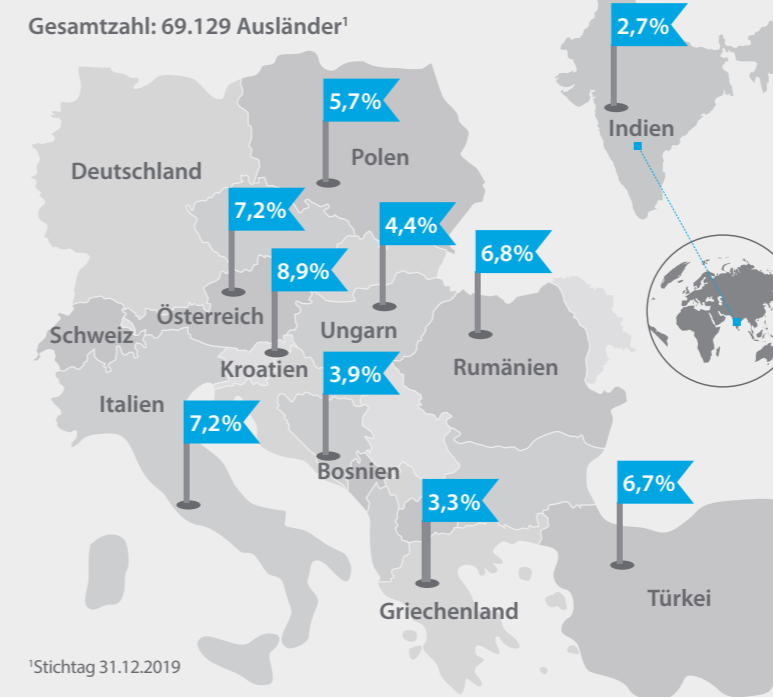 Gesamtzahl: 69.129 Ausländer¹
2,7%
Indien
5,7%
Polen
Deutschland
7,2%
Österreich
4,4%
Ungarn
6,8%
Rumänien
8,9%
Kroatien
Schweiz
3,9%
Bosnien
Italien
7,2%
3,3%
Griechenland
6,7%
Türkei
¹Stichtag 31.12.2019